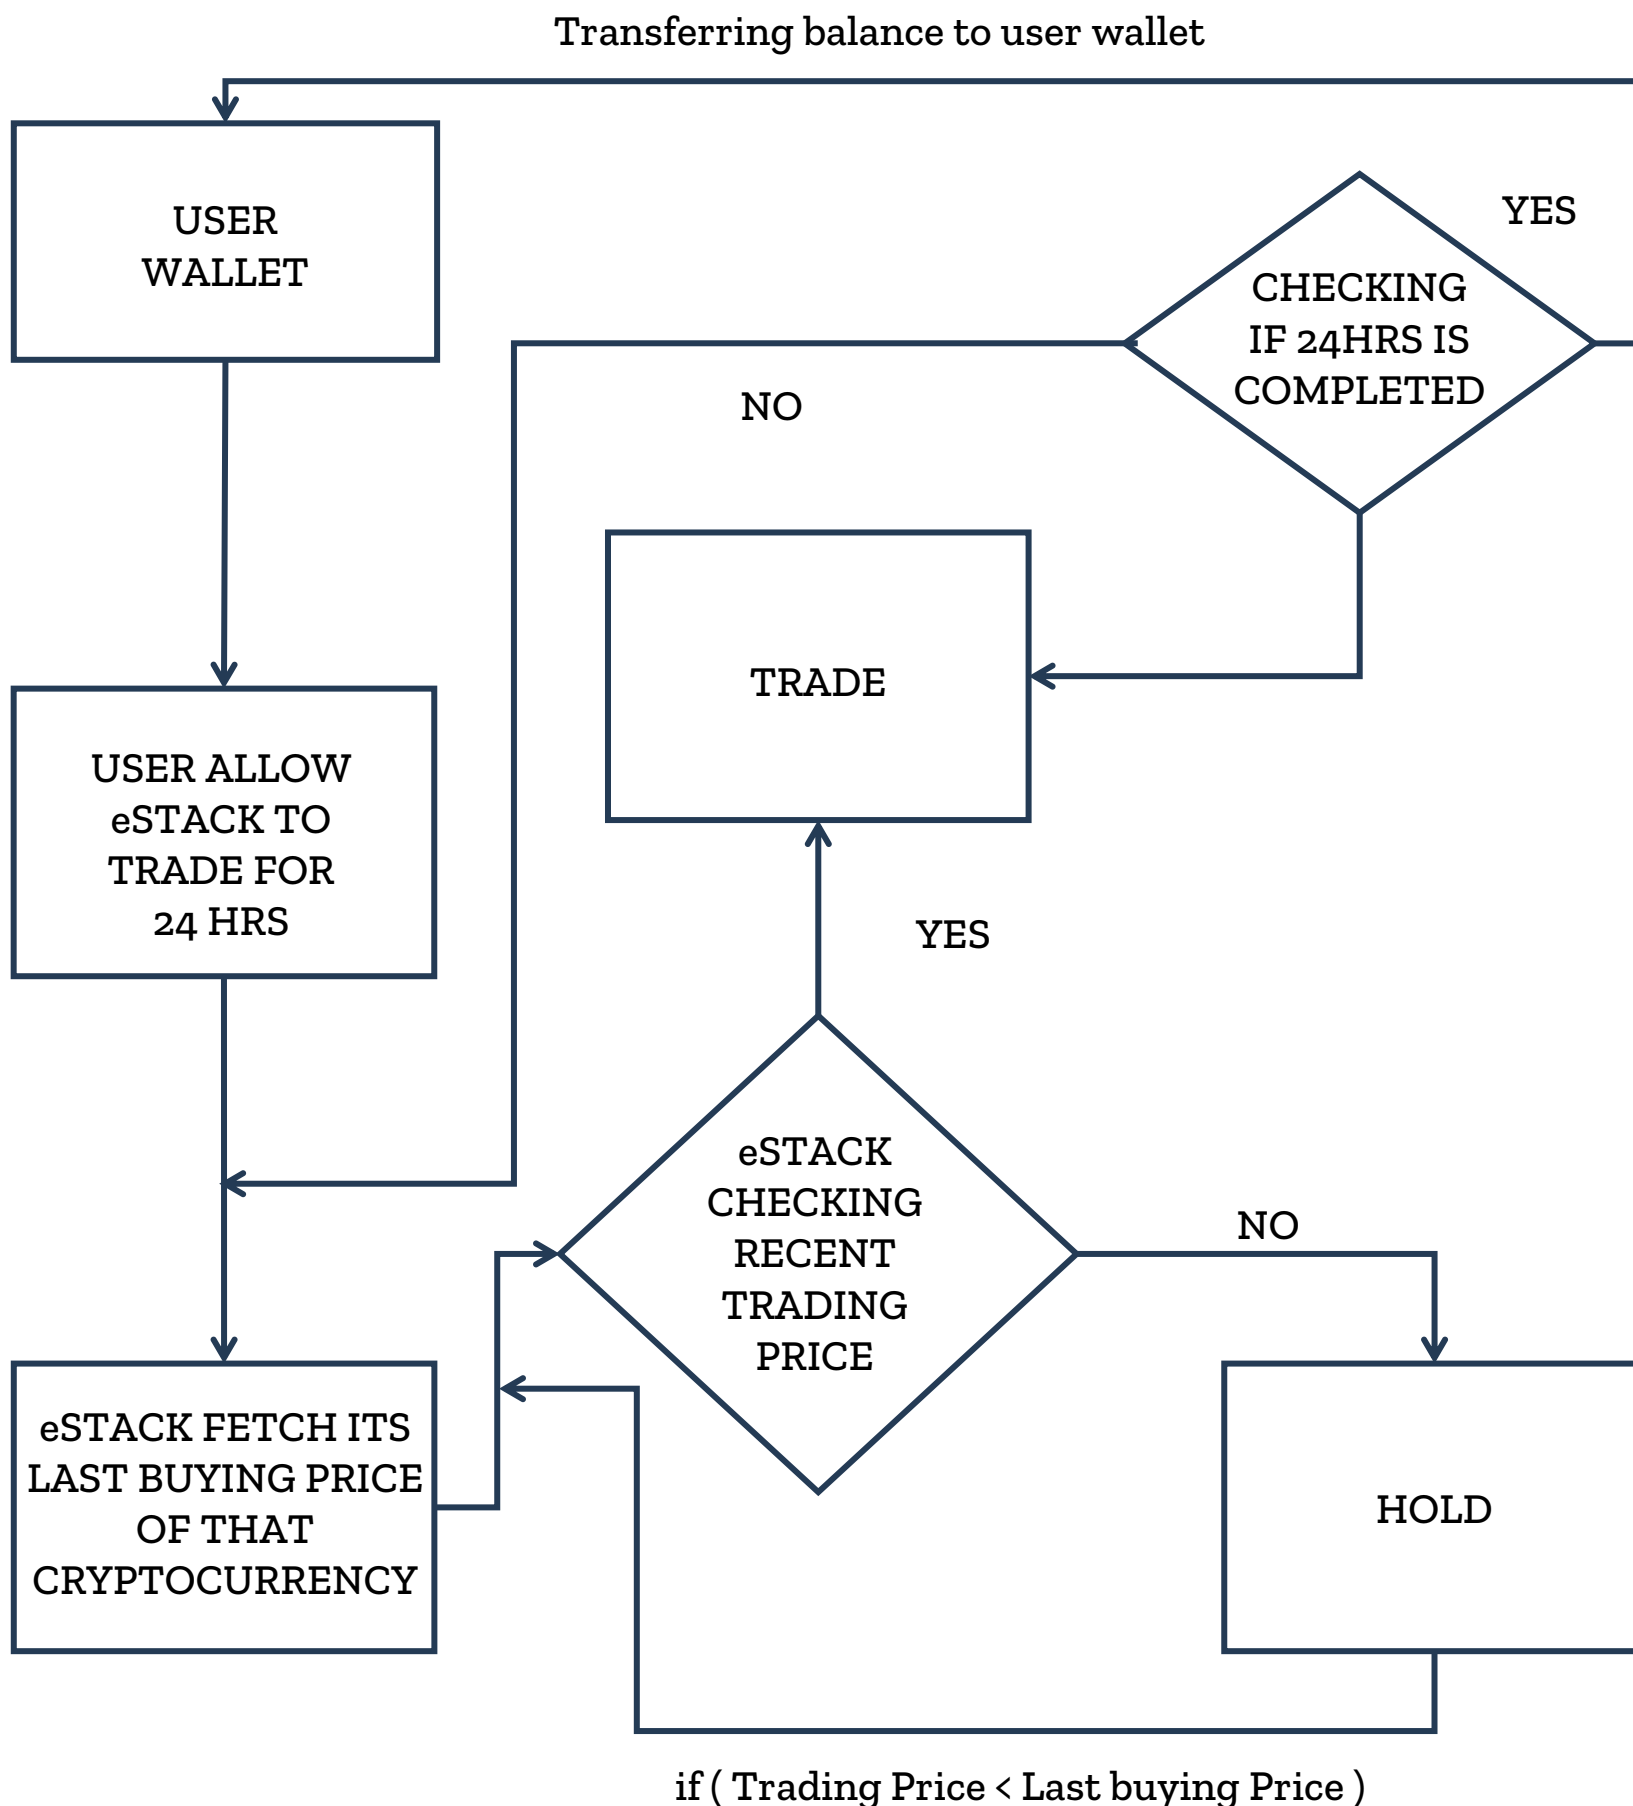 Transferring balance to user wallet
USER
WALLET
YES
CHECKING
IF 24HRS IS
COMPLETED
NO
TRADE
USER ALLOW
eSTACK TO
TRADE FOR
24 HRS
YES
eSTACK
CHECKING
RECENT
TRADING
PRICE
NO
eSTACK FETCH ITS
LAST BUYING PRICE
OF THAT
CRYPTOCURRENCY
HOLD
if ( Trading Price < Last buying Price )